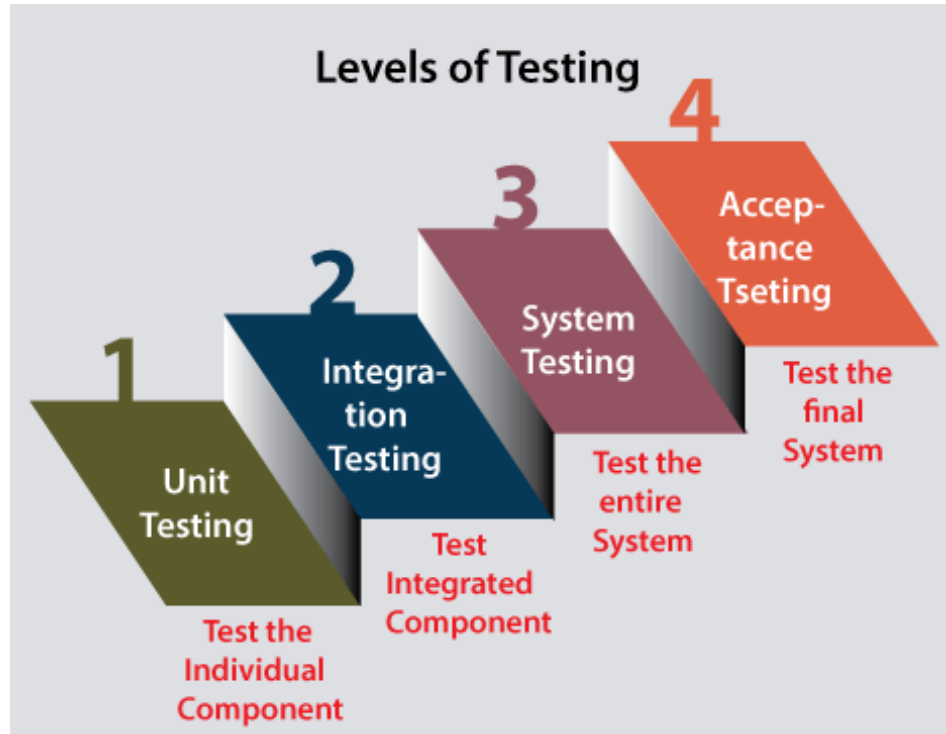 Levels of Testing
1
Unit
Testing
Test the
Individual
Component
2
Integra-
tion
Testing
Test
Integrated
Component
3
System
Testing
Test the
entire
System
4
Accep-
tance
Tseting
Test the
final
System